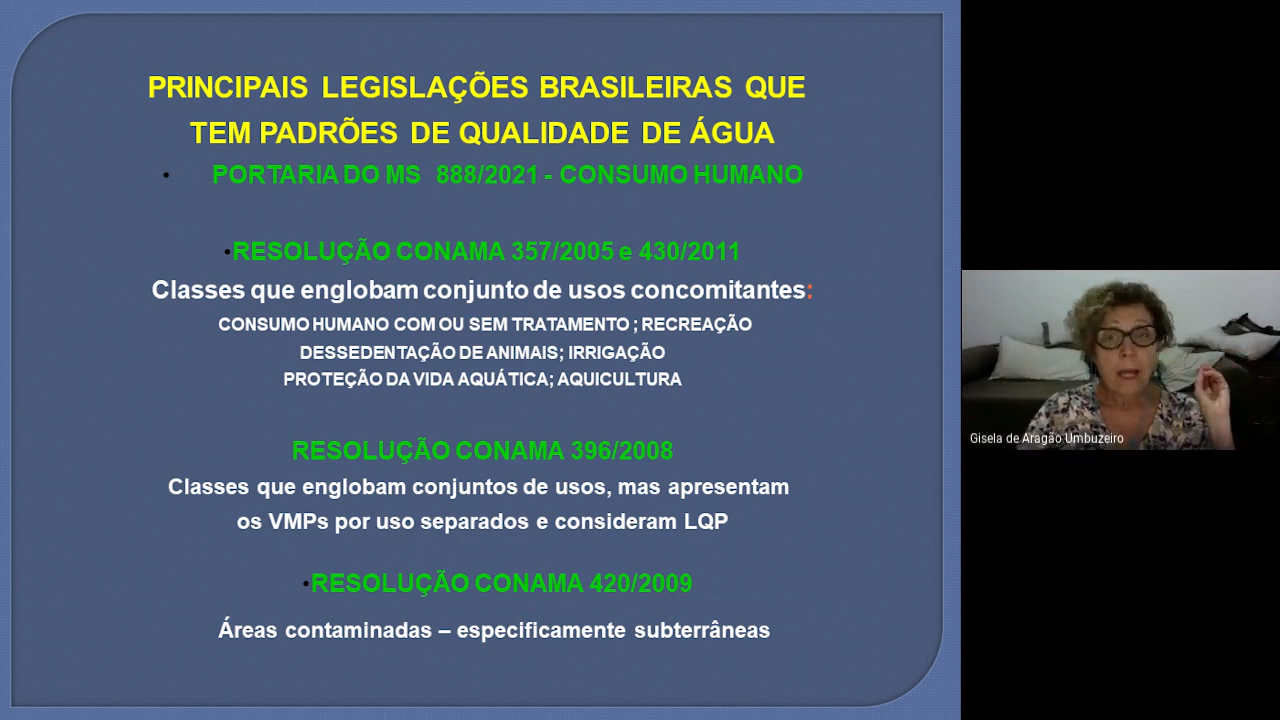 PRINCIPAIS LEGISLAÇÕES BRASILEIRAS QUE
TEM PADRÕES DE QUALIDADE DE ÁGUA
• PORTARIA DO MS 888/2021 - CONSUMO HUMANO
•RESOLUÇÃO CONAMA 357/2005 e 430/2011
Classes que englobam conjunto de usos concomitantes:
CONSUMO HUMANO COM OU SEM TRATAMENTO ; RECREAÇÃO
DESSEDENTAÇÃO DE ANIMAIS; IRRIGAÇÃO
PROTEÇÃO DA VIDA AQUÁTICA; AQUICULTURA
RESOLUÇÃO CONAMA 396/2008
Classes que englobam conjuntos de usos, mas apresentam
os VMPs por uso separados e consideram LQP
•RESOLUÇÃO CONAMA 420/2009
Áreas contaminadas – especificamente subterrâneas
Gisela de Aragão Umbuzeiro